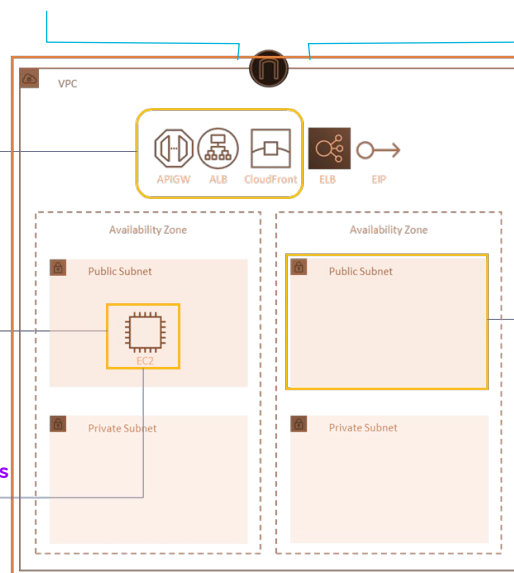 VPC
APIGW ALB CloudFront ELB EIP
Availability Zone Availability Zone
Public Subnet Public Subnet
EC2
Private Subnet Private Subnet
s